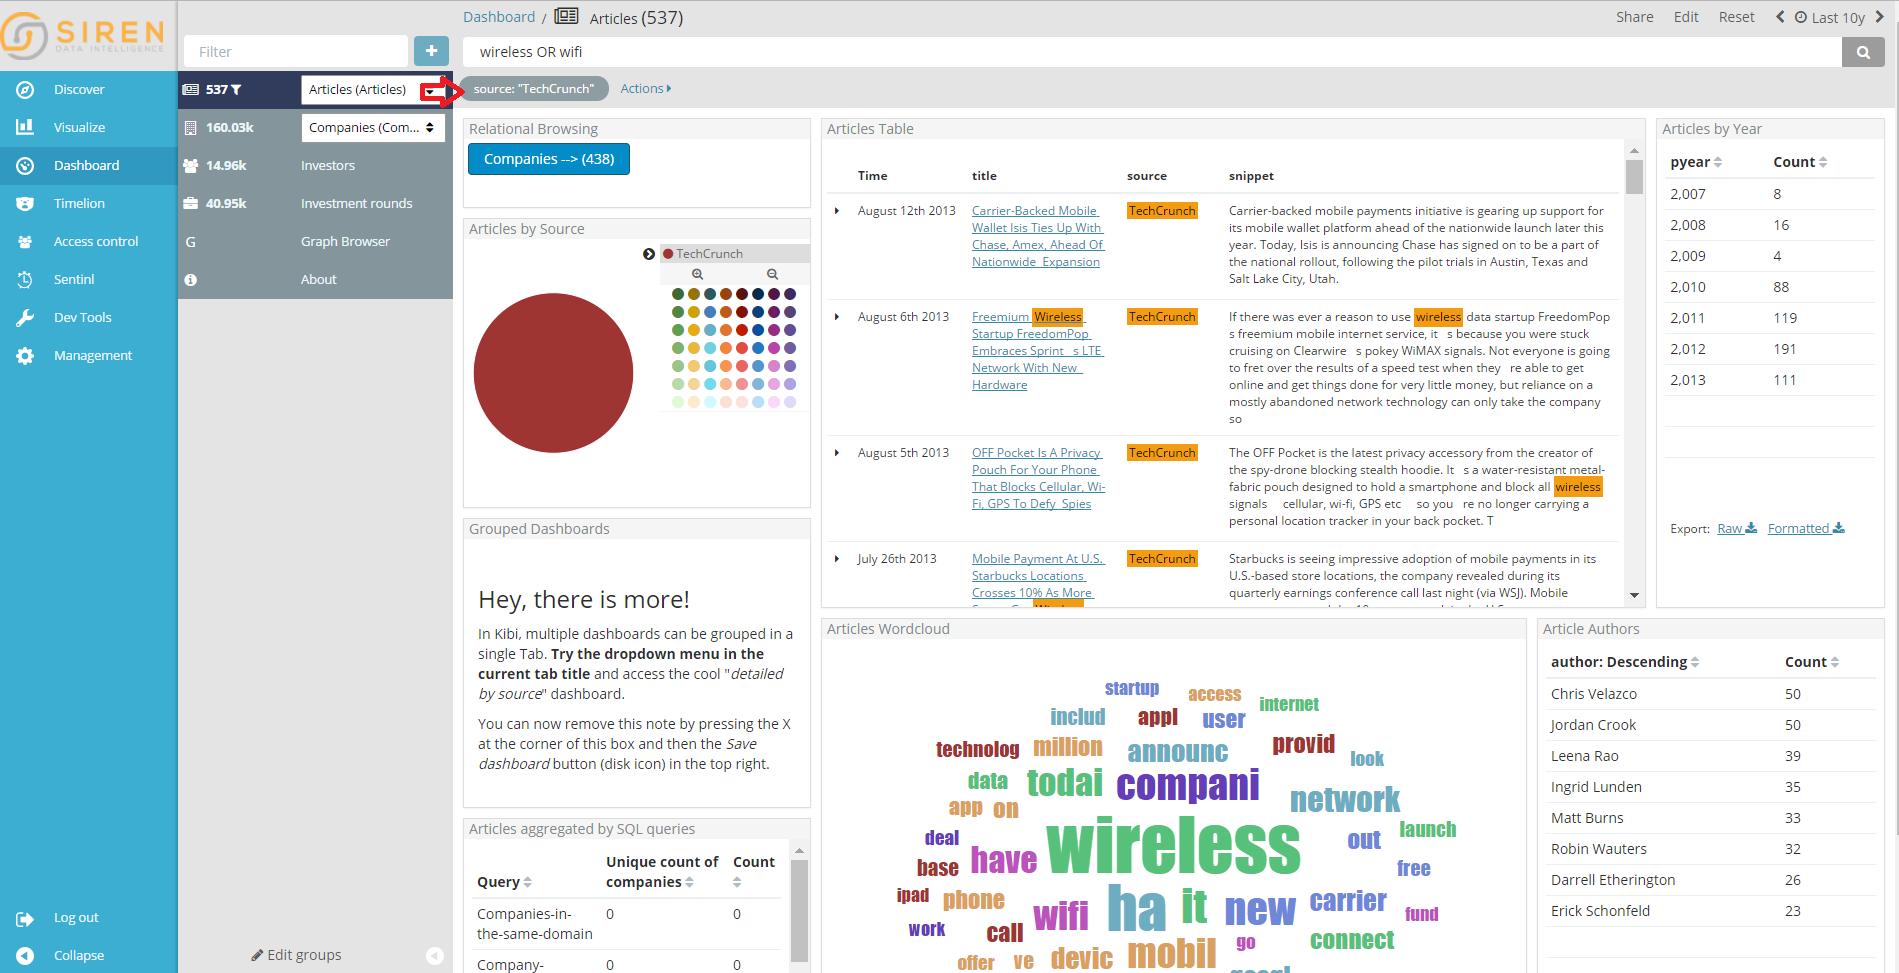 SIREN
DATA INTELLIGENCE
Discover
Visualize
Dashboard
Timelion
Access control
Sentinl
Dev Tools
Management
Log out
Collapse
Filter
+
537
Articles (Articles)
160.03k
Companies (Com...
14.96k
Investors
40.95k
Investment rounds
G
Graph Browser
About
Edit groups
Dashboard / Articles (537)
Share Edit Reset Last 10y
wireless OR wifi
source: "TechCrunch"
Actions
Relational Browsing
Companies --> (438)
Articles by Source
TechCrunch
Grouped Dashboards
Hey, there is more!
In Kibi, multiple dashboards can be grouped in a
single Tab. Try the dropdown menu in the
current tab title and access the cool "detailed
by source" dashboard.
You can now remove this note by pressing the X
at the corner of this box and then the Save
dashboard button (disk icon) in the top right.
Articles aggregated by SQL queries
Query
Unique count of
companies
Count
Companies-in-
the-same-domain
0
0
Company-
0
0
Articles Table
Time title source snippet
August 12th 2013
Carrier-Backed Mobile
Wallet Isis Ties Up With
Chase, Amex, Ahead Of
Nationwide Expansion
TechCrunch
Carrier-backed mobile payments initiative is gearing up support for
its mobile wallet platform ahead of the nationwide launch later this
year. Today, Isis is announcing Chase has signed on to be a part of
the national rollout, following the pilot trials in Austin, Texas and
Salt Lake City, Utah.
August 6th 2013
Freemium Wireless
Startup FreedomPop
Embraces Sprint s LTE
Network With New
Hardware
TechCrunch
If there was ever a reason to use wireless data startup FreedomPop
s freemium mobile internet service, it s because you were stuck
cruising on Clearwire s pokey WiMAX signals. Not everyone is going
to fret over the results of a speed test when they re able to get
online and get things done for very little money, but reliance on a
mostly abandoned network technology can only take the company
so
August 5th 2013
OFF Pocket Is A Privacy
Pouch For Your Phone
That Blocks Cellular, Wi-
Fi, GPS To Defy Spies
TechCrunch
The OFF Pocket is the latest privacy accessory from the creator of
the spy-drone blocking stealth hoodie. It s a water-resistant metal-
fabric pouch designed to hold a smartphone and block all wireless
signals cellular, wi-fi, GPS etc so you re no longer carrying a
personal location tracker in your back pocket. T
July 26th 2013
Mobile Payment At U.S.
Starbucks Locations
Crosses 10% As More
TechCrunch
Starbucks is seeing impressive adoption of mobile payments in its
U.S.-based store locations, the company revealed during its
quarterly earnings conference call last night (via WSJ). Mobile
Articles by Year
pyear Count
2,007 8
2,008 16
2,009 4
2,010 88
2,011 119
2,012 191
2,013 111
Export: Raw Formatted
Articles Wordcloud
startup access internet
includ appl user
technolog million announc provid look
data todai compani network
app on
deal wireless out launch
base have free
ipad phone wifi ha it new carrier fund
work call go connect
offer ve devic mobil
Article Authors
author: Descending Count
Chris Velazco 50
Jordan Crook 50
Leena Rao 39
Ingrid Lunden 35
Matt Burns 33
Robin Wauters 32
Darrell Etherington 26
Erick Schonfeld 23